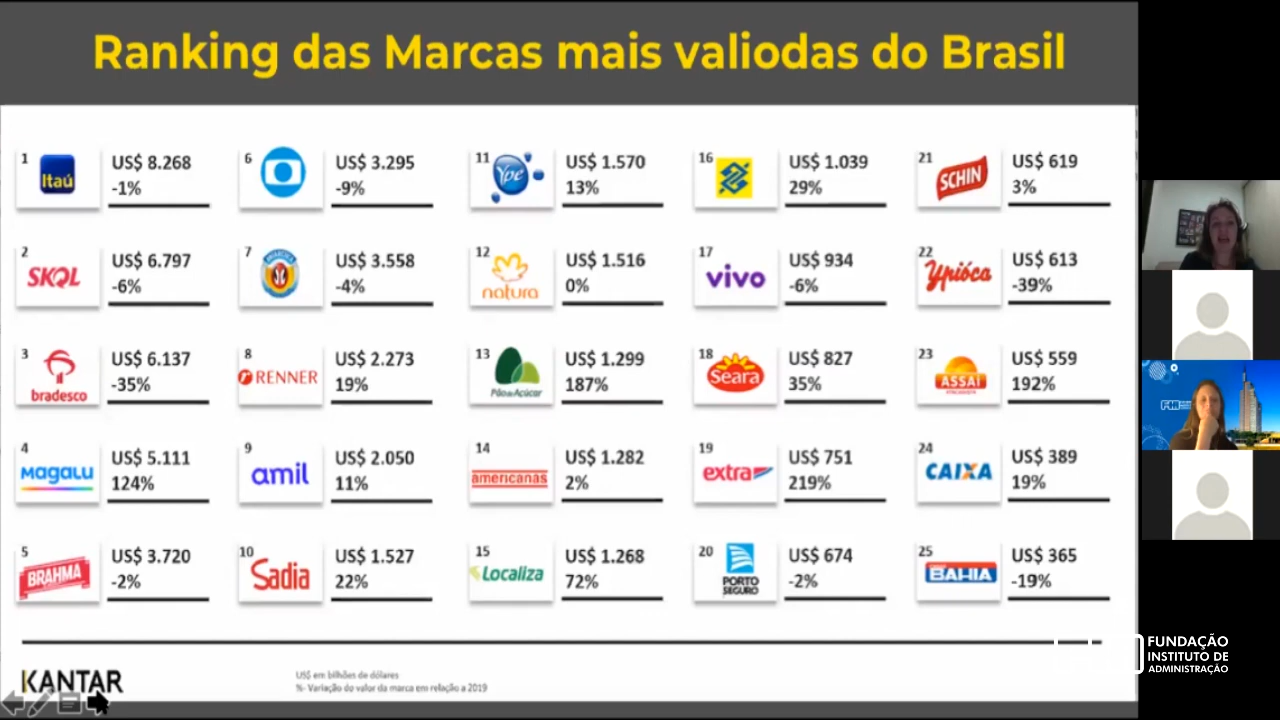 Ranking das Marcas mais valiodas do Brasil
1
Itaú
US$ 8.268
-1%
2
SKOL
US$ 6.797
-6%
3
bradesco
US$ 6.137
-35%
4
MAGALU
US$ 5.111
124%
5
BRAHMA
US$ 3.720
-2%
6
US$ 3.295
-9%
7
US$ 3.558
-4%
8
RENNER
US$ 2.273
19%
9
amil
US$ 2.050
11%
10
Sadia
US$ 1.527
22%
11
Ypê
US$ 1.570
13%
12
natura
US$ 1.516
0%
13
Pão de Açúcar
US$ 1.299
187%
14
americanas
US$ 1.282
2%
15
Localiza
US$ 1.268
72%
16
US$ 1.039
29%
17
vivo
US$ 934
-6%
18
Seara
US$ 827
35%
19
extra
US$ 751
219%
20
PORTO
SEGURO
US$ 674
-2%
21
SCHIN
US$ 619
3%
22
Ypióca
US$ 613
-39%
23
ASSAÍ
ATACADISTA
US$ 559
192%
24
CAIXA
US$ 389
19%
25
BAHIA
US$ 365
-19%
KANTAR
US$ em bilhões de dólares
%- Variação do valor da marca em relação a 2019
FUNDAÇÃO
INSTITUTO DE
ADMINISTRAÇÃO